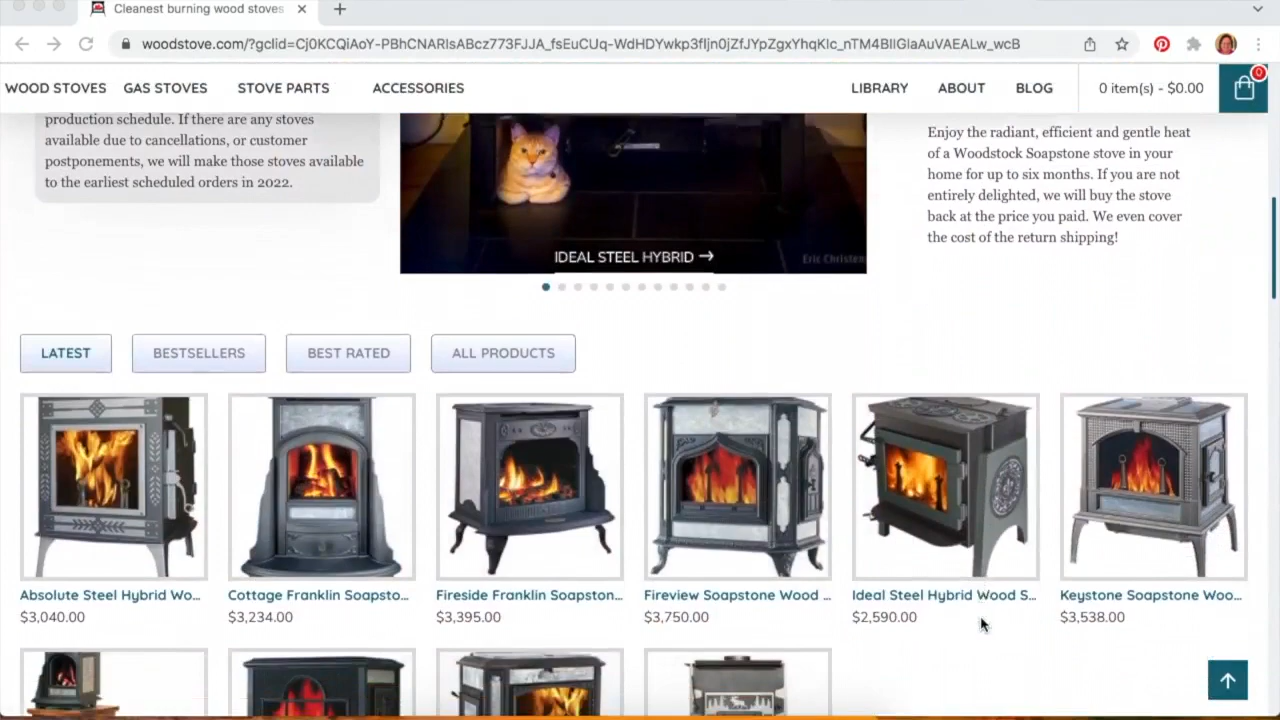 Cleanest burning wood stoves
woodstove.com/?gclid=Cj0KCQiAoY-PBhCNARIsABcz773FJJA_fsEuCUq-WdHDYwkp3fIjn0jZfJYpZgxYhqKIc_nTM4BIIGlaAuVAEALw_wcB
WOOD STOVES GAS STOVES STOVE PARTS ACCESSORIES LIBRARY ABOUT BLOG 0 item(s) - $0.00 0
production schedule. If there are any stoves
available due to cancellations, or customer
postponements, we will make those stoves available
to the earliest scheduled orders in 2022.
IDEAL STEEL HYBRID →
Eric Christen
Enjoy the radiant, efficient and gentle heat
of a Woodstock Soapstone stove in your
home for up to six months. If you are not
entirely delighted, we will buy the stove
back at the price you paid. We even cover
the cost of the return shipping!
LATEST BESTSELLERS BEST RATED ALL PRODUCTS
Absolute Steel Hybrid Wo... Cottage Franklin Soapsto... Fireside Franklin Soapston... Fireview Soapstone Wood ... Ideal Steel Hybrid Wood S... Keystone Soapstone Woo...
$3,040.00 $3,234.00 $3,395.00 $3,750.00 $2,590.00 $3,538.00